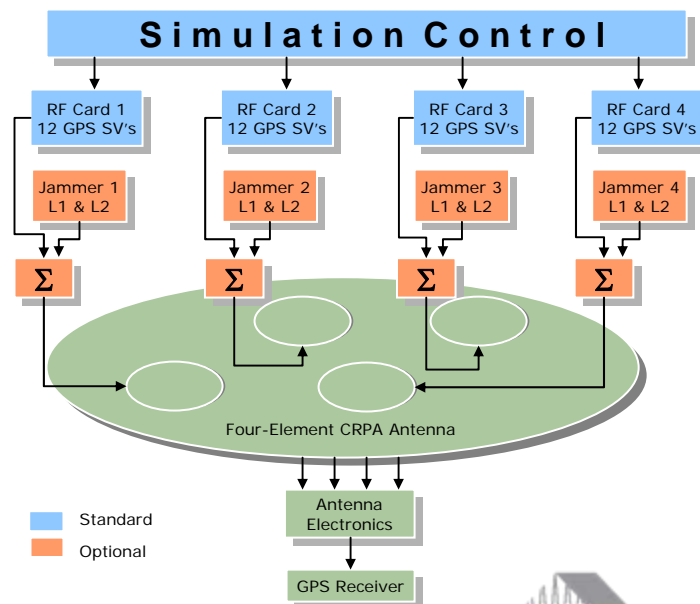 Simulation Control
RF Card 1
12 GPS SV's
RF Card 2
12 GPS SV's
RF Card 3
12 GPS SV's
RF Card 4
12 GPS SV's
Jammer 1
L1 & L2
Jammer 2
L1 & L2
Jammer 3
L1 & L2
Jammer 4
L1 & L2
Σ
Σ
Σ
Σ
Four-Element CRPA Antenna
Antenna
Electronics
GPS Receiver
Standard
Optional